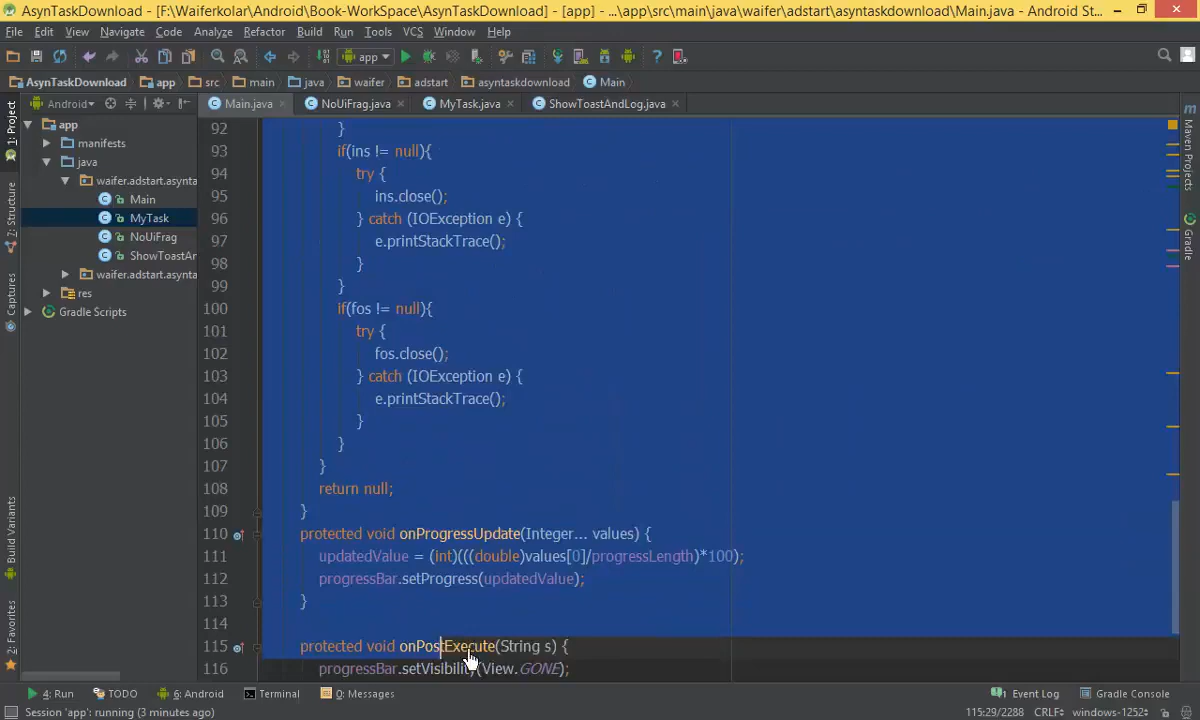 AsynTaskDownload - [F:\Waiferkolar\Android\Book-WorkSpace\AsynTaskDownload] - [app] - ...\app\src\main\java\waifer\adstart\asyntaskdownload\Main.java - Android St...
File Edit View Navigate Code Analyze Refactor Build Run Tools VCS Window Help
app
AsynTaskDownload app src main java waifer adstart asyntaskdownload Main
Android Main.java NoUiFrag.java MyTask.java ShowToastAndLog.java
1: Project
7: Structure
Captures
Build Variants
2: Favorites
app
manifests
java
waifer.adstart.asynta
Main
MyTask
NoUiFrag
ShowToastAr
waifer.adstart.asynta
res
Gradle Scripts
92 }
93 if(ins != null){
94 try {
95 ins.close();
96 } catch (IOException e) {
97 e.printStackTrace();
98 }
99 }
100 if(fos != null){
101 try {
102 fos.close();
103 } catch (IOException e) {
104 e.printStackTrace();
105 }
106 }
107 }
108 return null;
109 }
110 protected void onProgressUpdate(Integer... values) {
111 updatedValue = (int)(((double)values[0]/progressLength)*100);
112 progressBar.setProgress(updatedValue);
113 }
114
115 protected void onPostExecute(String s) {
116 progressBar.setVisibility(View.GONE);
Maven Projects
Gradle
4: Run TODO 6: Android Terminal 0: Messages 1 Event Log Gradle Console
Session 'app': running (3 minutes ago) 115:29/2288 CRLF windows-1252